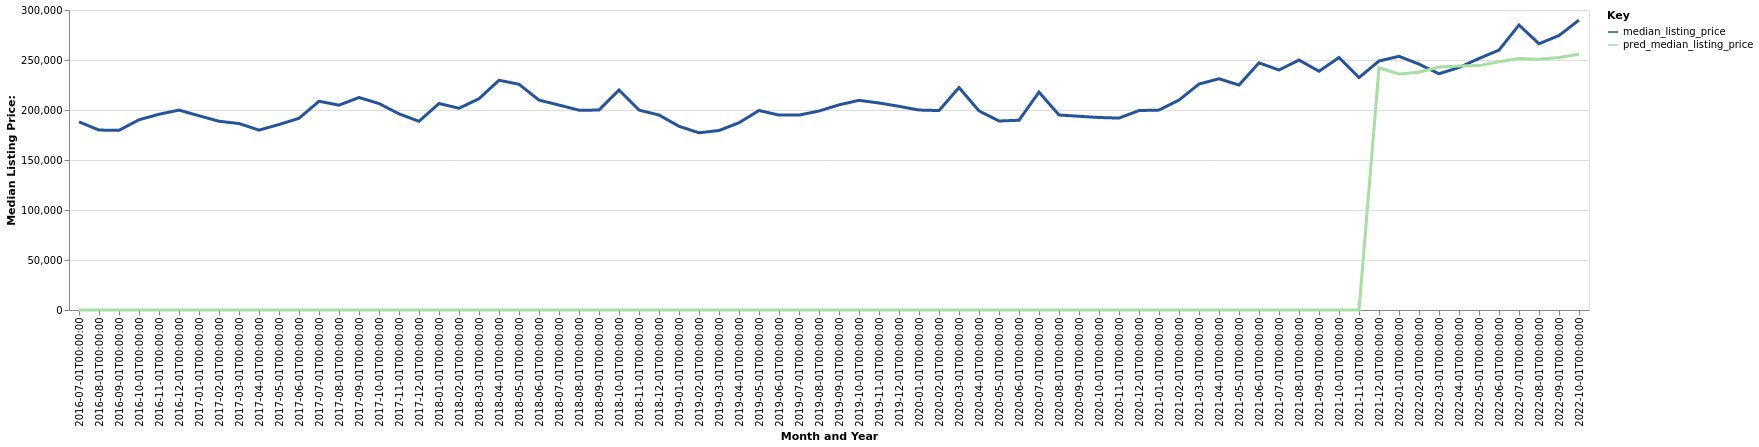 300,000
250,000
200,000
150,000
100,000
50,000
0
Median Listing Price:
2016-07-01T00:00:00
2016-08-01T00:00:00
2016-09-01T00:00:00
2016-10-01T00:00:00
2016-11-01T00:00:00
2016-12-01T00:00:00
2017-01-01T00:00:00
2017-02-01T00:00:00
2017-03-01T00:00:00
2017-04-01T00:00:00
2017-05-01T00:00:00
2017-06-01T00:00:00
2017-07-01T00:00:00
2017-08-01T00:00:00
2017-09-01T00:00:00
2017-10-01T00:00:00
2017-11-01T00:00:00
2017-12-01T00:00:00
2018-01-01T00:00:00
2018-02-01T00:00:00
2018-03-01T00:00:00
2018-04-01T00:00:00
2018-05-01T00:00:00
2018-06-01T00:00:00
2018-07-01T00:00:00
2018-08-01T00:00:00
2018-09-01T00:00:00
2018-10-01T00:00:00
2018-11-01T00:00:00
2018-12-01T00:00:00
2019-01-01T00:00:00
2019-02-01T00:00:00
2019-03-01T00:00:00
2019-04-01T00:00:00
2019-05-01T00:00:00
2019-06-01T00:00:00
2019-07-01T00:00:00
2019-08-01T00:00:00
2019-09-01T00:00:00
2019-10-01T00:00:00
2019-11-01T00:00:00
2019-12-01T00:00:00
2020-01-01T00:00:00
2020-02-01T00:00:00
2020-03-01T00:00:00
2020-04-01T00:00:00
2020-05-01T00:00:00
2020-06-01T00:00:00
2020-07-01T00:00:00
2020-08-01T00:00:00
2020-09-01T00:00:00
2020-10-01T00:00:00
2020-11-01T00:00:00
2020-12-01T00:00:00
2021-01-01T00:00:00
2021-02-01T00:00:00
2021-03-01T00:00:00
2021-04-01T00:00:00
2021-05-01T00:00:00
2021-06-01T00:00:00
2021-07-01T00:00:00
2021-08-01T00:00:00
2021-09-01T00:00:00
2021-10-01T00:00:00
2021-11-01T00:00:00
2021-12-01T00:00:00
2022-01-01T00:00:00
2022-02-01T00:00:00
2022-03-01T00:00:00
2022-04-01T00:00:00
2022-05-01T00:00:00
2022-06-01T00:00:00
2022-07-01T00:00:00
2022-08-01T00:00:00
2022-09-01T00:00:00
2022-10-01T00:00:00
Month and Year
Key
median_listing_price
pred_median_listing_price